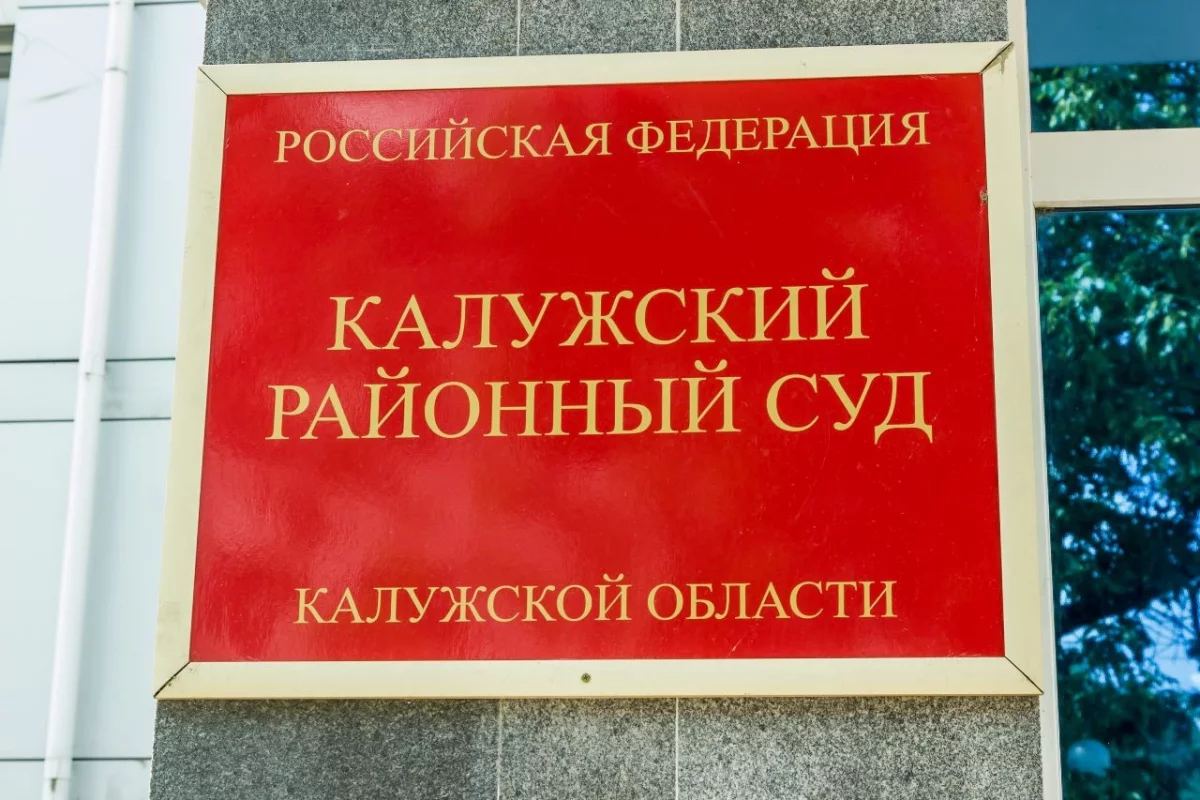 РОССИЙСКАЯ ФЕДЕРАЦИЯ
КАЛУЖСКИЙ
РАЙОННЫЙ СУД
КАЛУЖСКОЙ ОБЛАСТИ